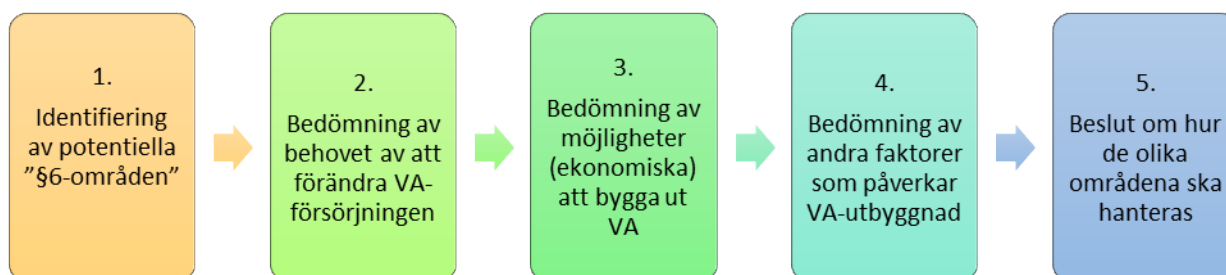 1.
Identifiering
av potentiella
”§6-områden”
2.
Bedömning av
behovet av att
förändra VA-
försörjningen
3.
Bedömning av
möjligheter
(ekonomiska)
att bygga ut
VA
4.
Bedömning av
andra faktorer
som påverkar
VA-utbyggnad
5.
Beslut om hur
de olika
områdena ska
hanteras